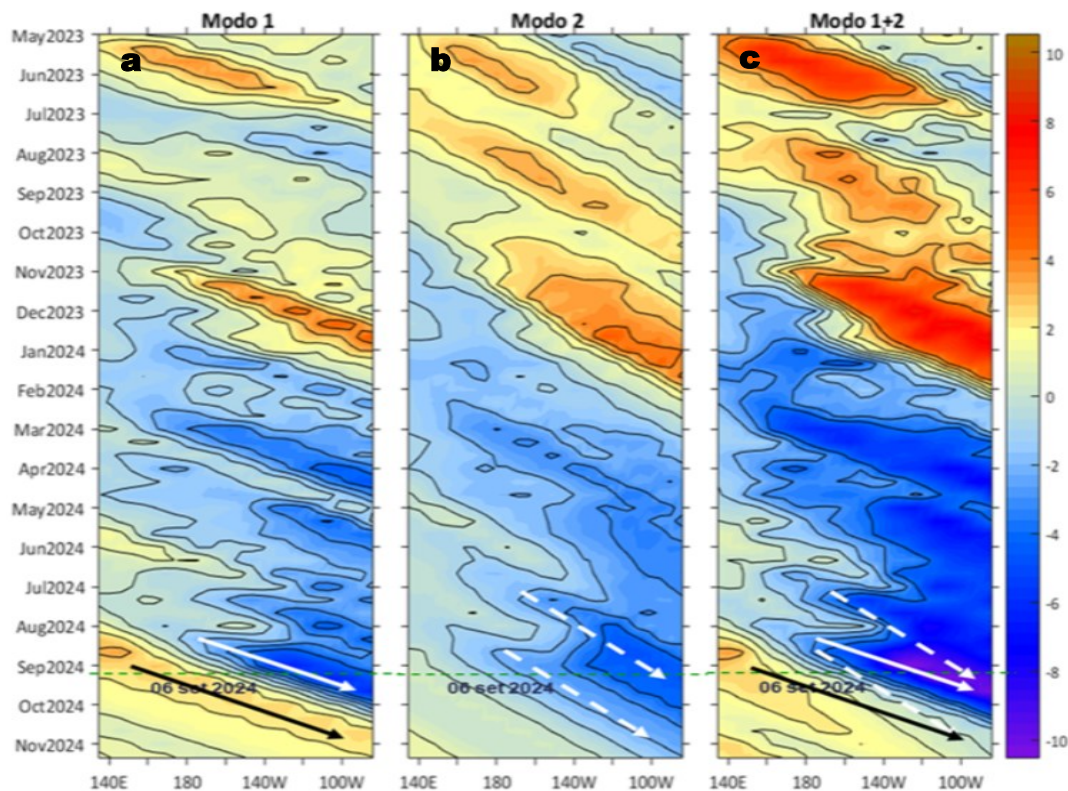 Modo 1 Modo 2 Modo 1+2
a b c
May2023
Jun2023
Jul2023
Aug2023
Sep2023
Oct2023
Nov2023
Dec2023
Jan2024
Feb2024
Mar2024
Apr2024
May2024
Jun2024
Jul2024
Aug2024
Sep2024
Oct2024
Nov2024
06 set 2024 06 set 2024 06 set 2024
140E 180 140W 100W 140E 180 140W 100W 140E 180 140W 100W
10
8
6
4
2
0
-2
-4
-6
-8
-10